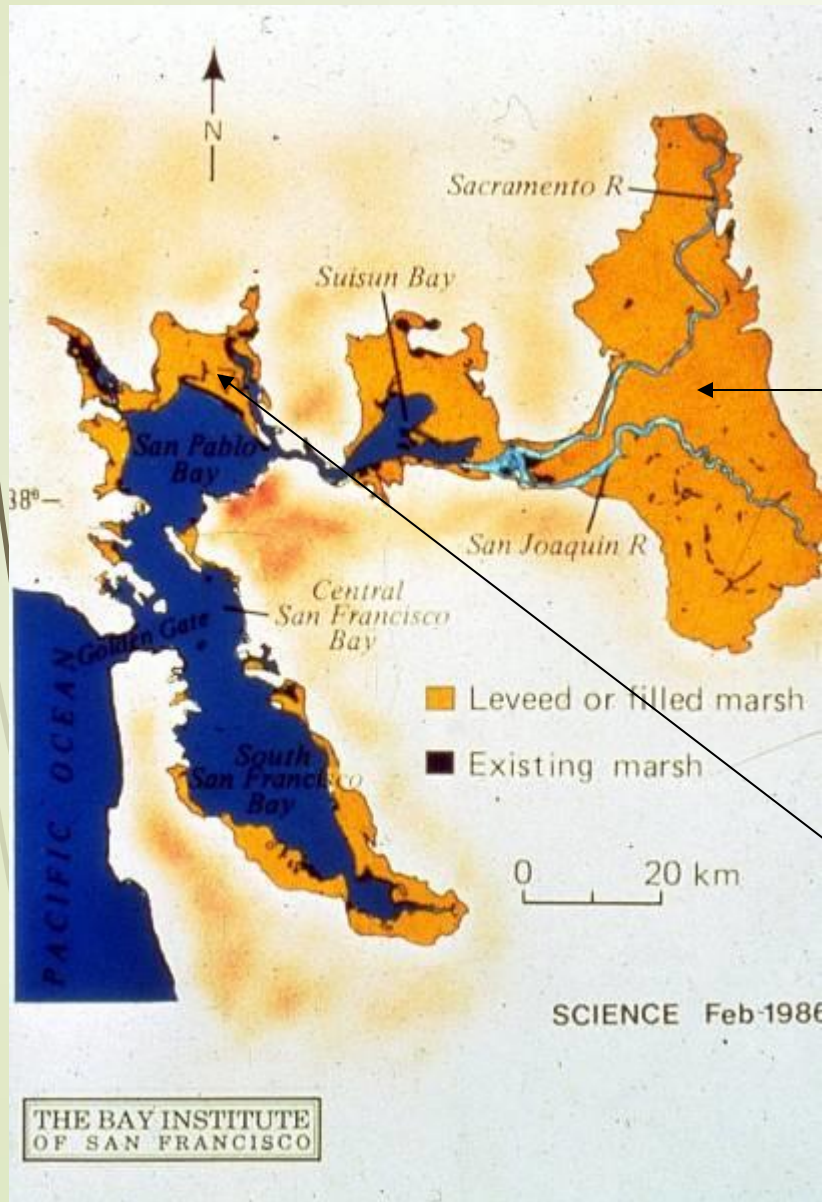 N
Sacramento R
Suisun Bay
San Pablo
Bay
38°
San Joaquin R
Central
San Francisco
Bay
Golden Gate
PACIFIC OCEAN
Leveed or filled marsh
South
San Francisco
Bay
Existing marsh
0 20 km
SCIENCE Feb-1986
THE BAY INSTITUTE
OF SAN FRANCISCO